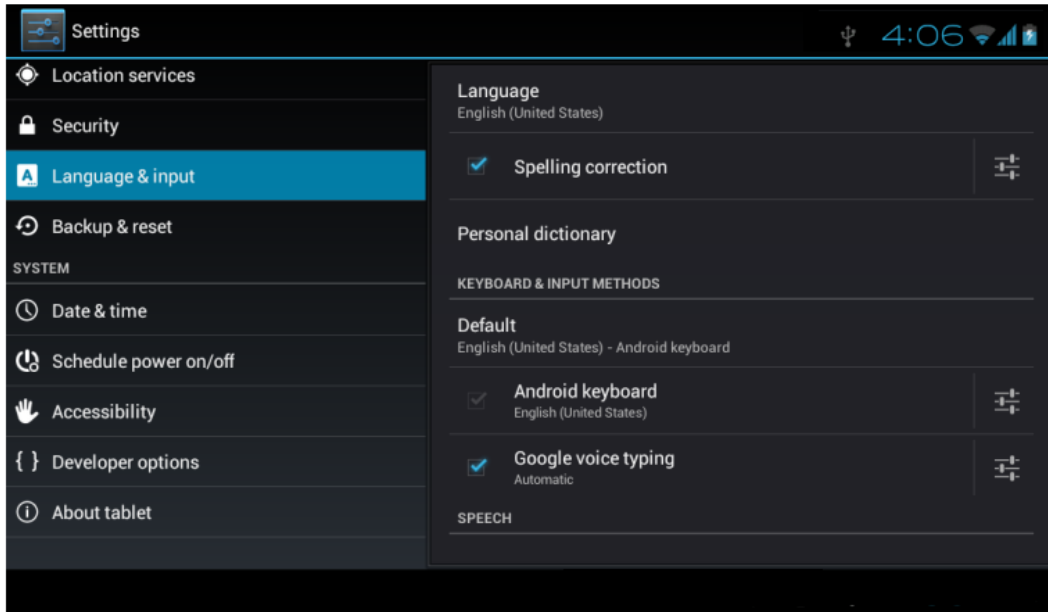 Settings
4:06
Location services
Security
Language & input
Backup & reset
SYSTEM
Date & time
Schedule power on/off
Accessibility
{ } Developer options
About tablet
Language
English (United States)
Spelling correction
Personal dictionary
KEYBOARD & INPUT METHODS
Default
English (United States) - Android keyboard
Android keyboard
English (United States)
Google voice typing
Automatic
SPEECH